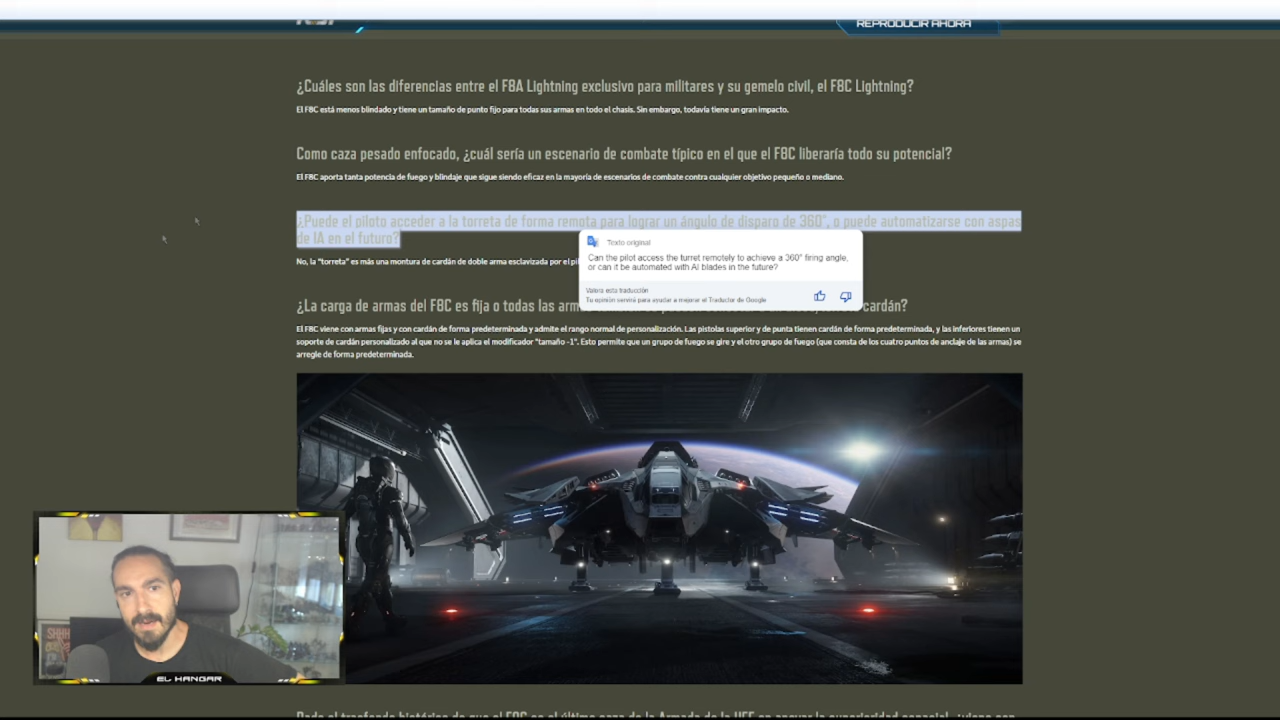 REPRODUCIR AHORA
¿Cuáles son las diferencias entre el F8A Lightning exclusivo para militares y su gemelo civil, el F8C Lightning?
El F8C está menos blindado y tiene un tamaño de punto fijo para todas sus armas en todo el chasis. Sin embargo, todavía tiene un gran impacto.
Como caza pesado enfocado, ¿cuál sería un escenario de combate típico en el que el F8C liberaría todo su potencial?
El F8C aporta tanta potencia de fuego y blindaje que sigue siendo eficaz en la mayoría de escenarios de combate contra cualquier objetivo pequeño o mediano.
¿Puede el piloto acceder a la torreta de forma remota para lograr un ángulo de disparo de 360°, o puede automatizarse con aspas
de IA en el futuro?
Texto original
Can the pilot access the turret remotely to achieve a 360° firing angle,
or can it be automated with AI blades in the future?
Valora esta traducción
Tu opinión servirá para ayudar a mejorar el Traductor de Google
No, la "torreta" es más una montura de cardán de doble arma esclavizada por el
¿La carga de armas del F8C es fija o todas las
cardán?
El F8C viene con armas fijas y con cardán de forma predeterminada y admite el rango normal de personalización. Las pistolas superior y de punta tienen cardán de forma predeterminada, y las inferiores tienen un
soporte de cardán personalizado al que no se le aplica el modificador "tamaño -1". Esto permite que un grupo de fuego se gire y el otro grupo de fuego (que consta de los cuatro puntos de anclaje de las armas) se
arregle de forma predeterminada.
SHHH
EL HANGAR